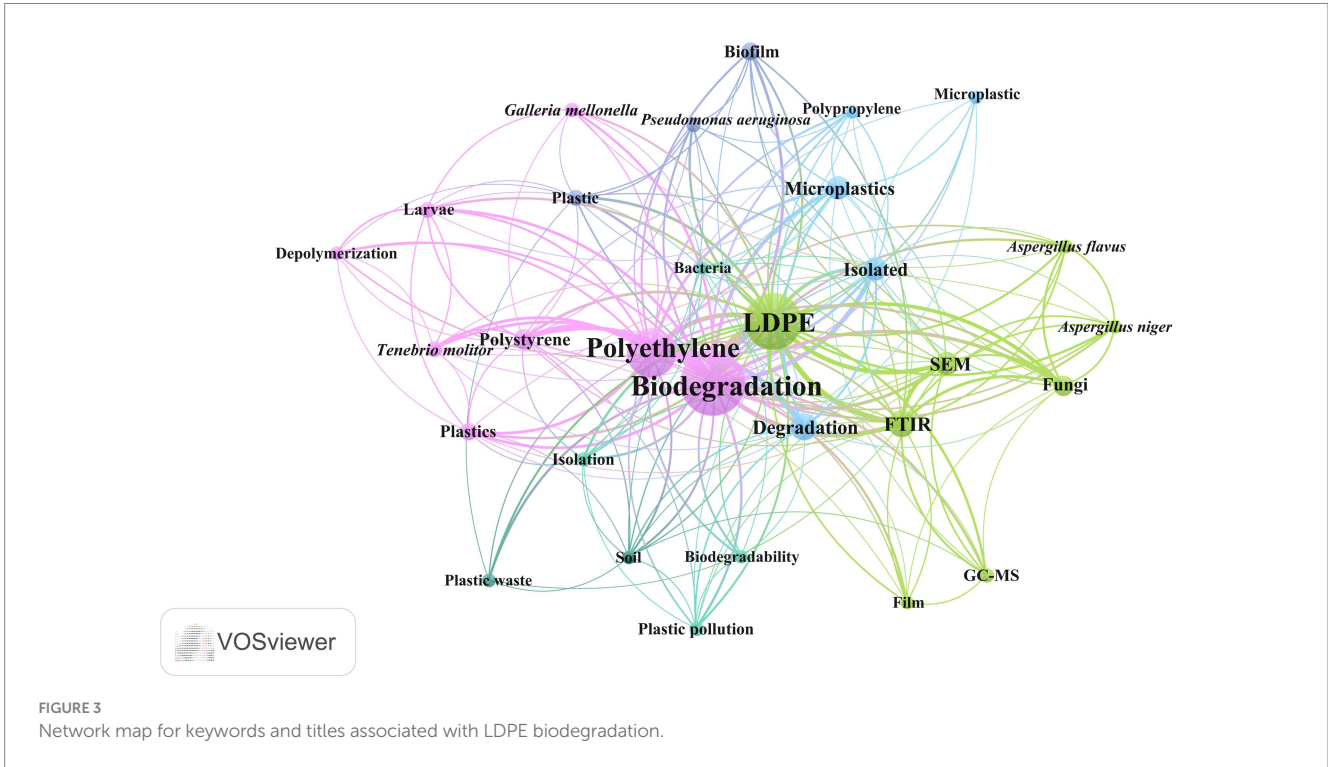 Biofilm
Microplastic
Galleria mellonella
Pseudomonas aeruginosa
Polypropylene
Microplastics
Plastic
Larvae
Depolymerization
Bacteria
Isolated
Aspergillus flavus
LDPE
Aspergillus niger
Polystyrene
Tenebrio molitor
Polyethylene
SEM
Biodegradation
Fungi
Plastics
Degradation
FTIR
Isolation
Soil
Biodegradability
Plastic waste
GC-MS
Film
Plastic pollution
VOSviewer
FIGURE 3
Network map for keywords and titles associated with LDPE biodegradation.